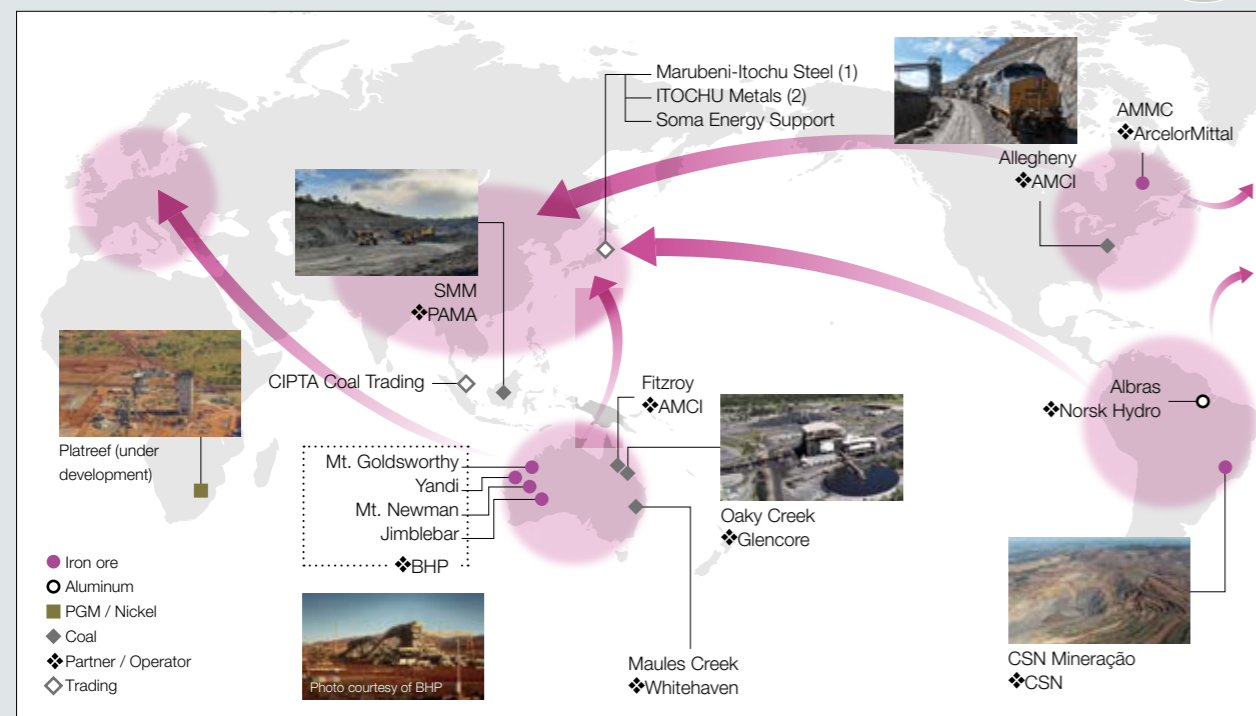 Marubeni-Itochu Steel (1)
ITOCHU Metals (2)
Soma Energy Support
AMMC
❖ArcelorMittal
Allegheny
❖AMCI
SMM
❖PAMA
CIPTA Coal Trading
Platreef (under
development)
Fitzroy
❖AMCI
Albras
❖Norsk Hydro
Mt. Goldsworthy
Yandi
Mt. Newman
Jimblebar
❖BHP
Oaky Creek
❖Glencore
Maules Creek
❖Whitehaven
CSN Mineração
❖CSN
Iron ore
Aluminum
PGM / Nickel
Coal
❖Partner / Operator
Trading
Photo courtesy of BHP